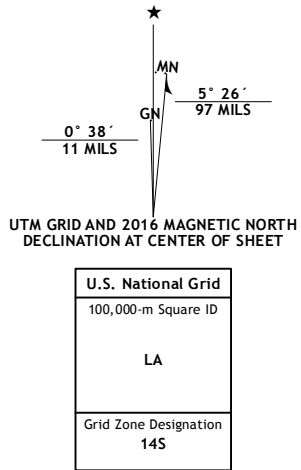 MN
GN
5° 26´
97 MILS
0° 38´
11 MILS
UTM GRID AND 2016 MAGNETIC NORTH
DECLINATION AT CENTER OF SHEET
U.S. National Grid
100,000-m Square ID
LA
Grid Zone Designation
14S